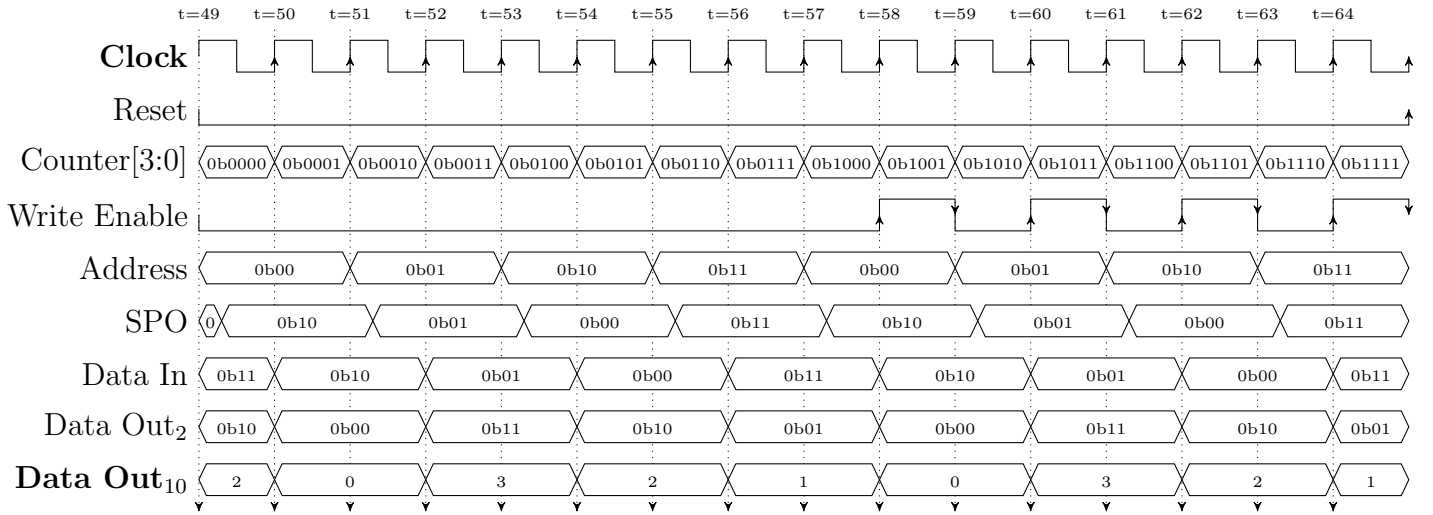 t=49 t=50 t=51 t=52 t=53 t=54 t=55 t=56 t=57 t=58 t=59 t=60 t=61 t=62 t=63 t=64
Clock
Reset
Counter[3:0] 0b0000 0b0001 0b0010 0b0011 0b0100 0b0101 0b0110 0b0111 0b1000 0b1001 0b1010 0b1011 0b1100 0b1101 0b1110 0b1111
Write Enable
Address 0b00 0b01 0b10 0b11 0b00 0b01 0b10 0b11
SPO 0 0b10 0b01 0b00 0b11 0b10 0b01 0b00 0b11
Data In 0b11 0b10 0b01 0b00 0b11 0b10 0b01 0b00 0b11
Data Out₂ 0b10 0b00 0b11 0b10 0b01 0b00 0b11 0b10 0b01
Data Out₁₀ 2 0 3 2 1 0 3 2 1